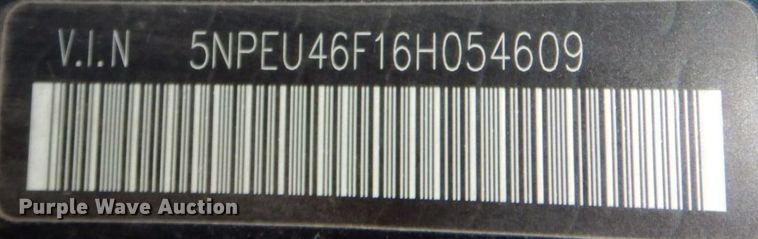 V.I.N 5NPEU46F16H054609
Purple Wave Auction